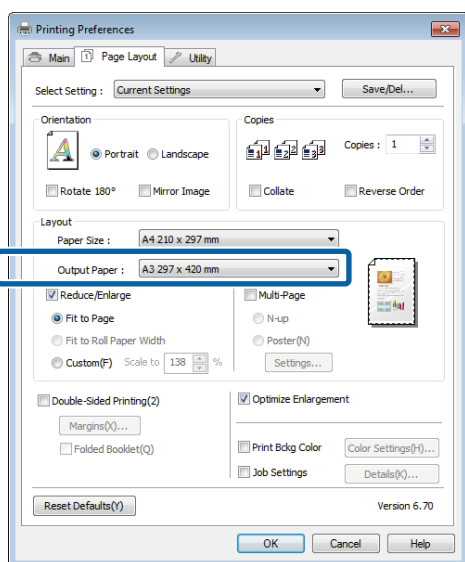 Printing Preferences
Main Page Layout Utility
Select Setting : Current Settings Save/Del...
Orientation
Portrait Landscape
Rotate 180° Mirror Image
Copies
Copies : 1
Collate Reverse Order
Layout
Paper Size : A4 210 x 297 mm
Output Paper : A3 297 x 420 mm
Reduce/Enlarge
Fit to Page
Fit to Roll Paper Width
Custom(F) Scale to 138 %
Multi-Page
N-up
Poster(N)
Settings...
Double-Sided Printing(2)
Margins(X)...
Folded Booklet(Q)
Optimize Enlargement
Print Bckg Color Color Settings(H)...
Job Settings Details(K)...
Reset Defaults(Y) Version 6.70
OK Cancel Help